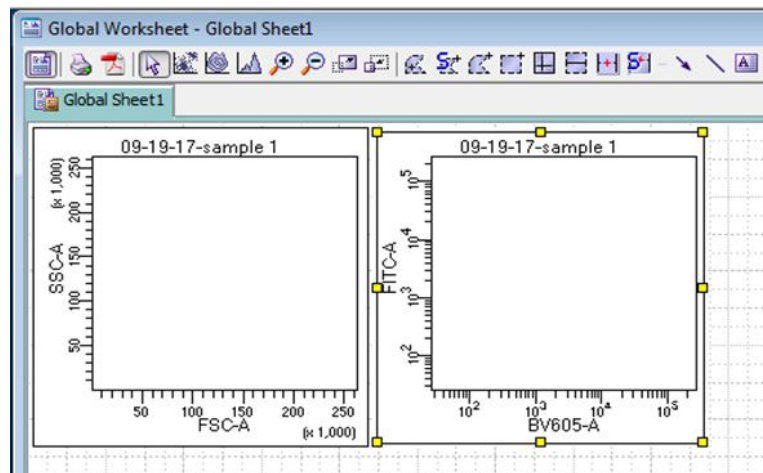 Global Worksheet - Global Sheet1
Global Sheet1
09-19-17-sample 1
(x 1,000)
SSC-A
250
200
150
100
50
50 100 150 200 250
FSC-A
(x 1,000)
09-19-17-sample 1
FITC-A
10^5
10^4
10^3
10^2
10^2 10^3 10^4 10^5
BV605-A